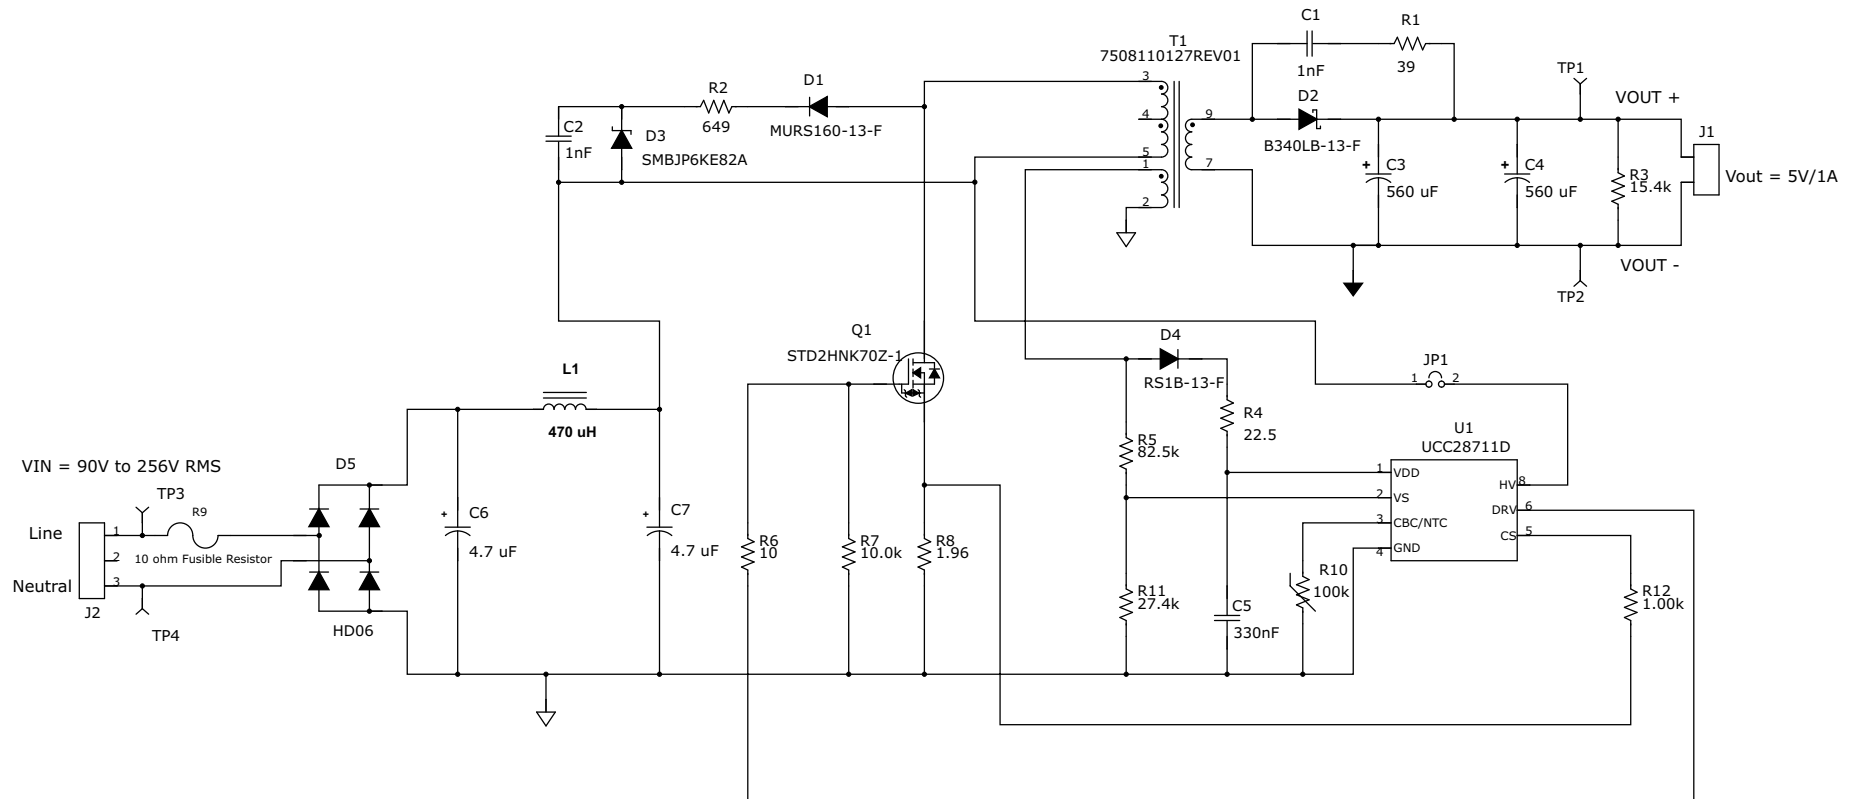 C1
R1
1nF
39
T1
7508110127REV01
3
4
5
1
2
9
7
D2
B340LB-13-F
TP1
VOUT +
J1
+
C3
560 uF
+
C4
560 uF
R3
15.4k
Vout = 5V/1A
VOUT -
TP2
R2
649
D1
MURS160-13-F
C2
1nF
D3
SMBJP6KE82A
Q1
STD2HNK70Z-1
L1
470 uH
D4
RS1B-13-F
JP1
1
2
R4
22.5
R5
82.5k
U1
UCC28711D
1
VDD
2
VS
3
CBC/NTC
4
GND
HV
8
DRV
6
CS
5
VIN = 90V to 256V RMS
D5
TP3
R9
Line
1
2
10 ohm Fusible Resistor
Neutral
3
J2
TP4
HD06
+
C6
4.7 uF
+
C7
4.7 uF
R6
10
R7
10.0k
R8
1.96
R11
27.4k
C5
330nF
R10
100k
R12
1.00k